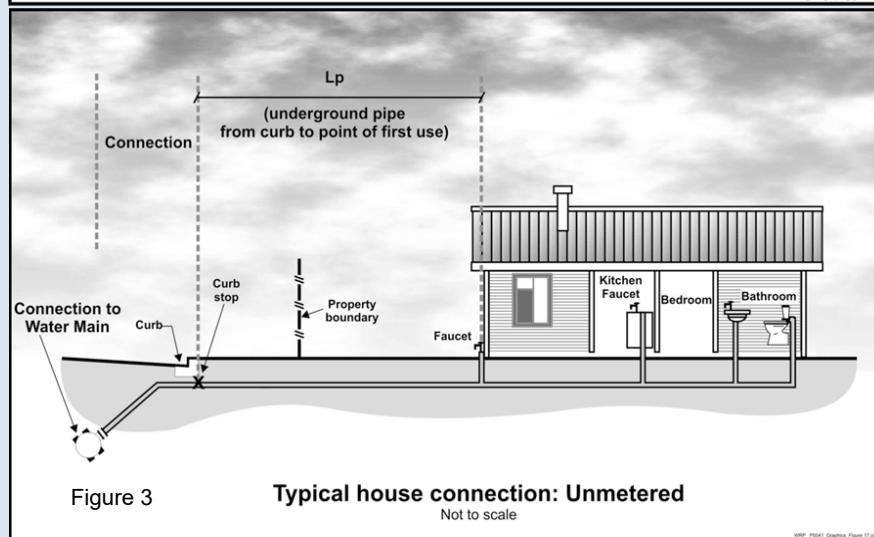 Lp
(underground pipe
from curb to point of first use)
Connection
Curb
stop
Property
boundary
Connection to
Water Main
Curb
Faucet
Kitchen
Faucet
Bedroom
Bathroom
X
Figure 3
Typical house connection: Unmetered
Not to scale